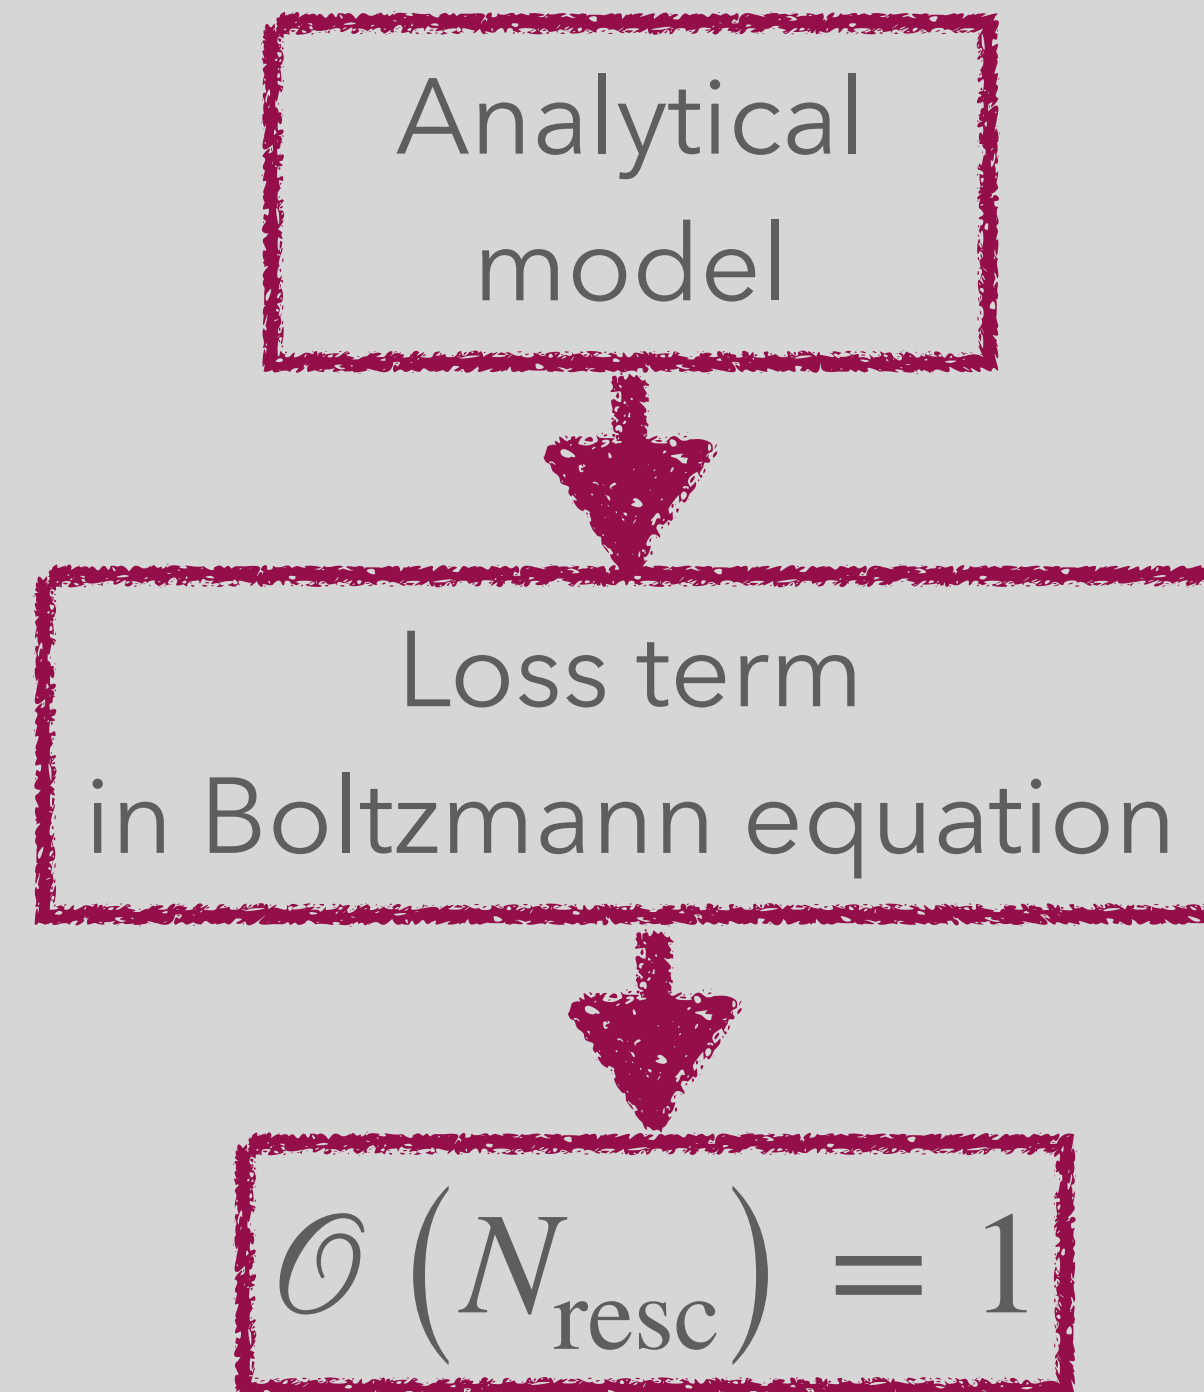 Analytical
model
Loss term
in Boltzmann equation
𝒪 (N_resc) = 1